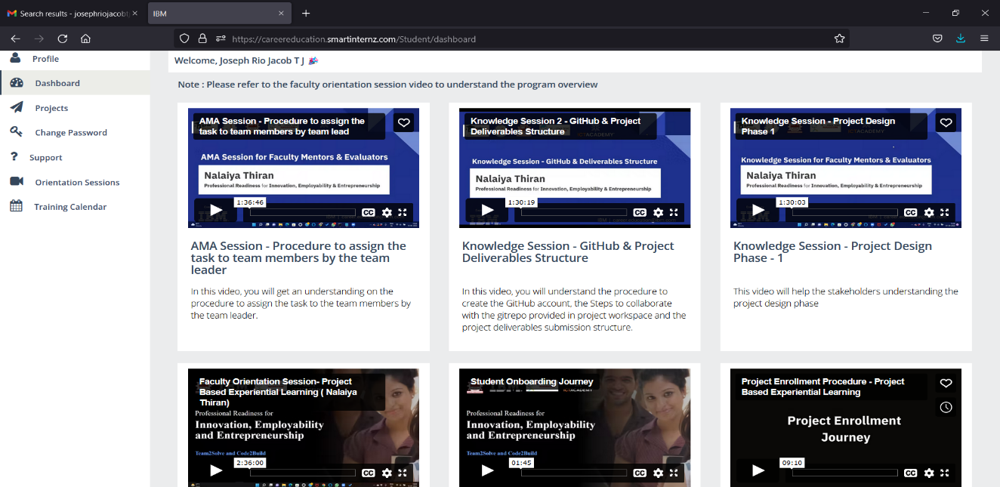 Search results - josephriojacobtj
IBM
https://careereducation.smartinternz.com/Student/dashboard
Profile
Dashboard
Projects
Change Password
Support
Orientation Sessions
Training Calendar
Welcome, Joseph Rio Jacob T J
Note : Please refer to the faculty orientation session video to understand the program overview
AMA Session - Procedure to assign the
task to team members by team lead
AMA Session for Faculty Mentors & Evaluators
Nalaiya Thiran
Professional Readiness for Innovation, Employability & Entrepreneurship
1:36:46
CC
AMA Session - Procedure to assign the
task to team members by the team
leader
In this video, you will get an understanding on the
procedure to assign the task to the team members by
the team leader.
Knowledge Session 2 - GitHub & Project
Deliverables Structure
Knowledge Session - GitHub & Deliverables Structure
Nalaiya Thiran
Professional Readiness for Innovation, Employability & Entrepreneurship
1:30:19
CC
Knowledge Session - GitHub & Project
Deliverables Structure
In this video, you will understand the procedure to
create the GitHub account, the Steps to collaborate
with the gitrepo provided in project workspace and the
project deliverables submission structure.
Knowledge Session - Project Design
Phase 1
Knowledge Session for Faculty Mentors & Evaluators
Nalaiya Thiran
Professional Readiness for Innovation, Employability & Entrepreneurship
1:30:03
CC
Knowledge Session - Project Design
Phase - 1
This video will help the stakeholders understanding the
project design phase
Faculty Orientation Session- Project
Based Experiential Learning ( Nalaiya
Thiran)
Professional Readiness for
Innovation, Employability
and Entrepreneurship
Team2Solve and Code2Build
2:36:00
CC
Student Onboarding Journey
Professional Readiness for
Innovation, Employability
and Entrepreneurship
Team2Solve and Code2Build
01:45
CC
Project Enrollment Procedure - Project
Based Experiential Learning
Project Enrollment
Journey
09:10
CC